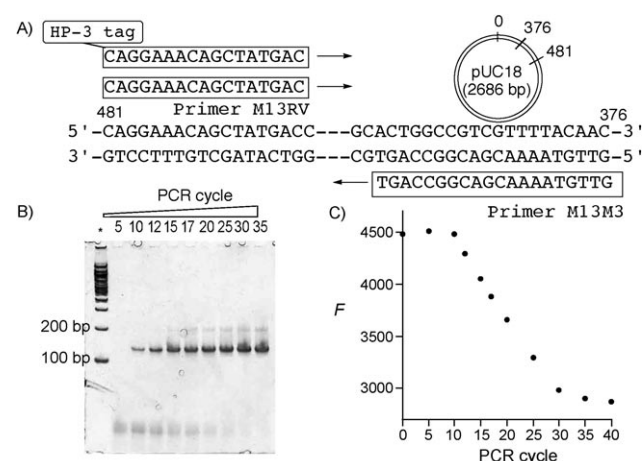 A)
HP-3 tag
CAGGAAACAGCTATGAC
CAGGAAACAGCTATGAC
Primer M13RV
0
376
481
pUC18
(2686 bp)
481
376
5'-CAGGAAACAGCTATGACC---GCACTGGCCGTCGTTTTACAAC-3'
3'-GTCCTTTGTCGATACTGG---CGTGACCGGCAGCAAAATGTTG-5'
TGACCGGCAGCAAAATGTTG
Primer M13M3
B)
PCR cycle
* 5 10 12 15 17 20 25 30 35
200 bp
100 bp
C)
F
4500
4000
3500
3000
0 5 10 15 20 25 30 35 40
PCR cycle